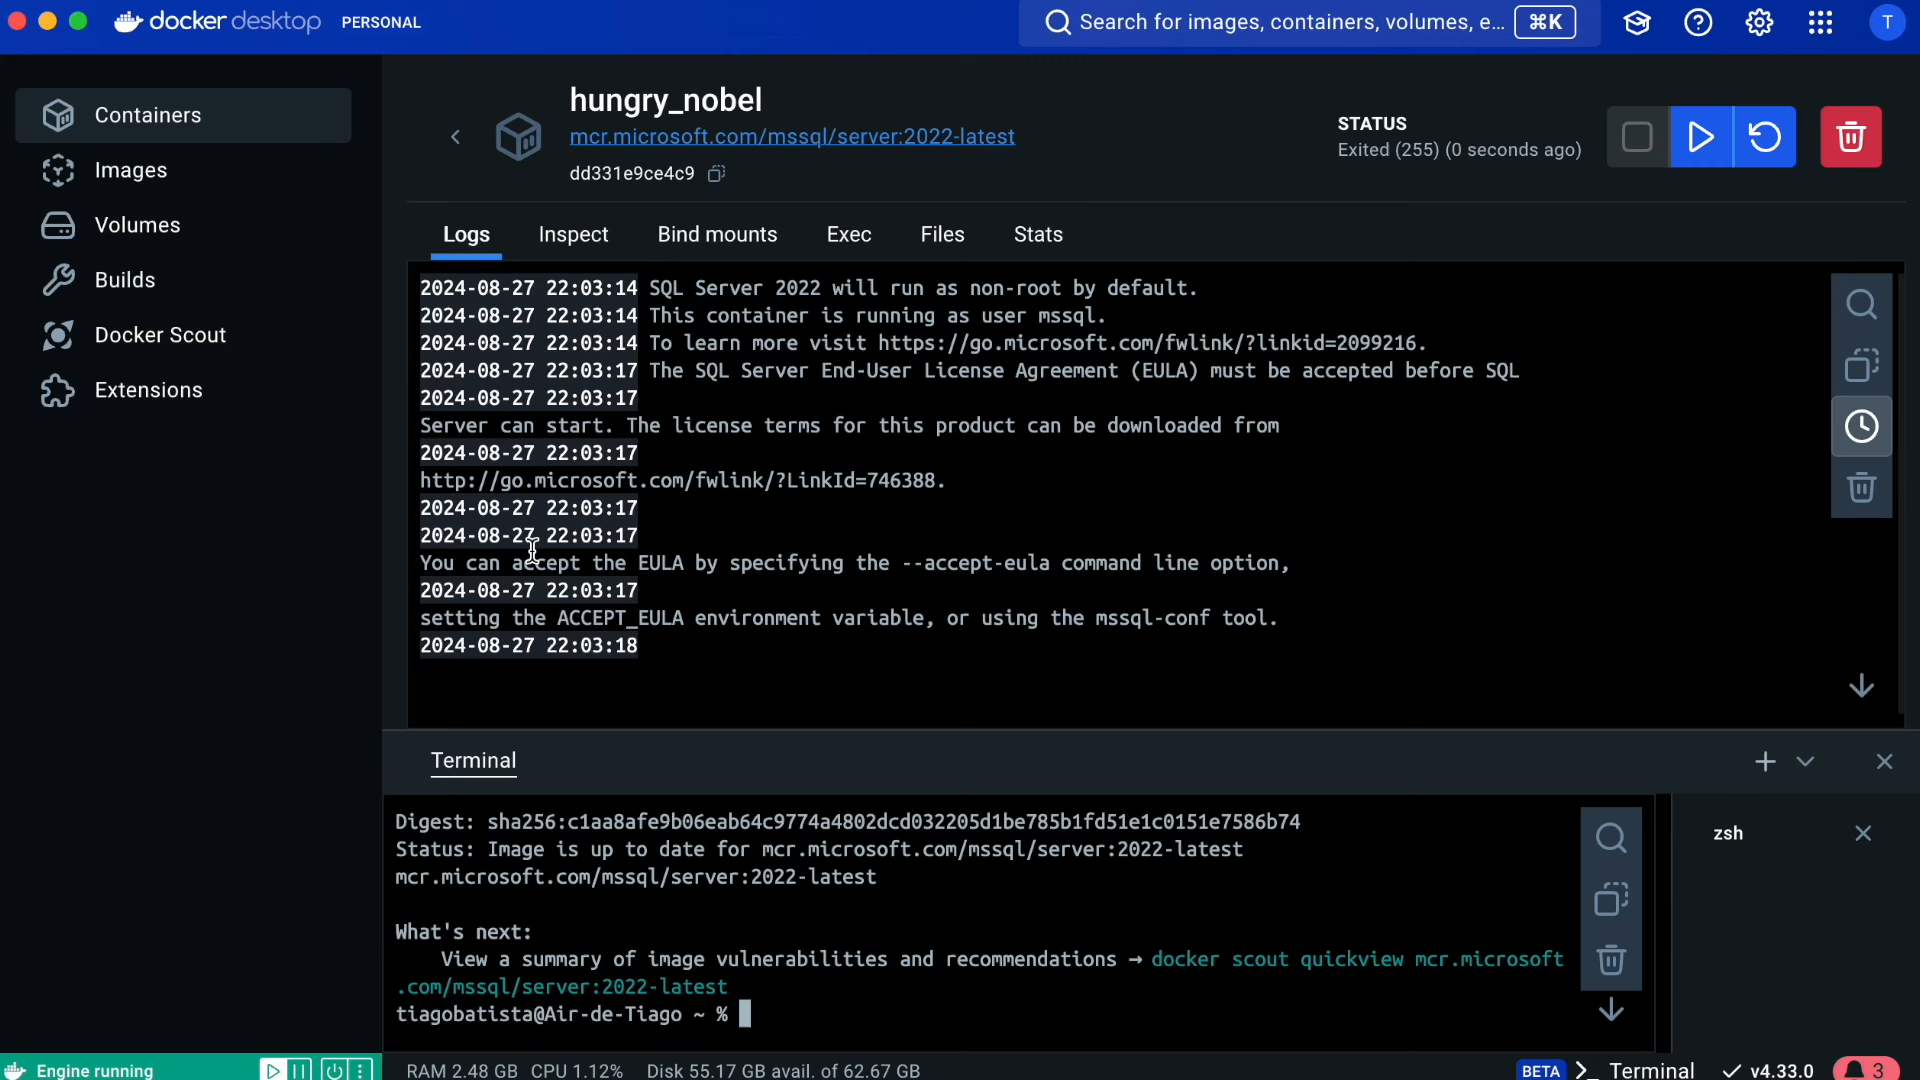 docker desktop PERSONAL
Search for images, containers, volumes, e... ⌘K
T
Containers
Images
Volumes
Builds
Docker Scout
Extensions
hungry_nobel
mcr.microsoft.com/mssql/server:2022-latest
dd331e9ce4c9
STATUS
Exited (255) (0 seconds ago)
Logs Inspect Bind mounts Exec Files Stats
2024-08-27 22:03:14 SQL Server 2022 will run as non-root by default.
2024-08-27 22:03:14 This container is running as user mssql.
2024-08-27 22:03:14 To learn more visit https://go.microsoft.com/fwlink/?linkid=2099216.
2024-08-27 22:03:17 The SQL Server End-User License Agreement (EULA) must be accepted before SQL
2024-08-27 22:03:17
Server can start. The license terms for this product can be downloaded from
2024-08-27 22:03:17
http://go.microsoft.com/fwlink/?LinkId=746388.
2024-08-27 22:03:17
2024-08-27 22:03:17
You can accept the EULA by specifying the --accept-eula command line option,
2024-08-27 22:03:17
setting the ACCEPT_EULA environment variable, or using the mssql-conf tool.
2024-08-27 22:03:18
Terminal
Digest: sha256:c1aa8afe9b06eab64c9774a4802dcd032205d1be785b1fd51e1c0151e7586b74
Status: Image is up to date for mcr.microsoft.com/mssql/server:2022-latest
mcr.microsoft.com/mssql/server:2022-latest
What's next:
View a summary of image vulnerabilities and recommendations → docker scout quickview mcr.microsoft
.com/mssql/server:2022-latest
tiagobatista@Air-de-Tiago ~ %
zsh
Engine running
RAM 2.48 GB CPU 1.12% Disk 55.17 GB avail. of 62.67 GB
BETA >_ Terminal ✓ v4.33.0 3